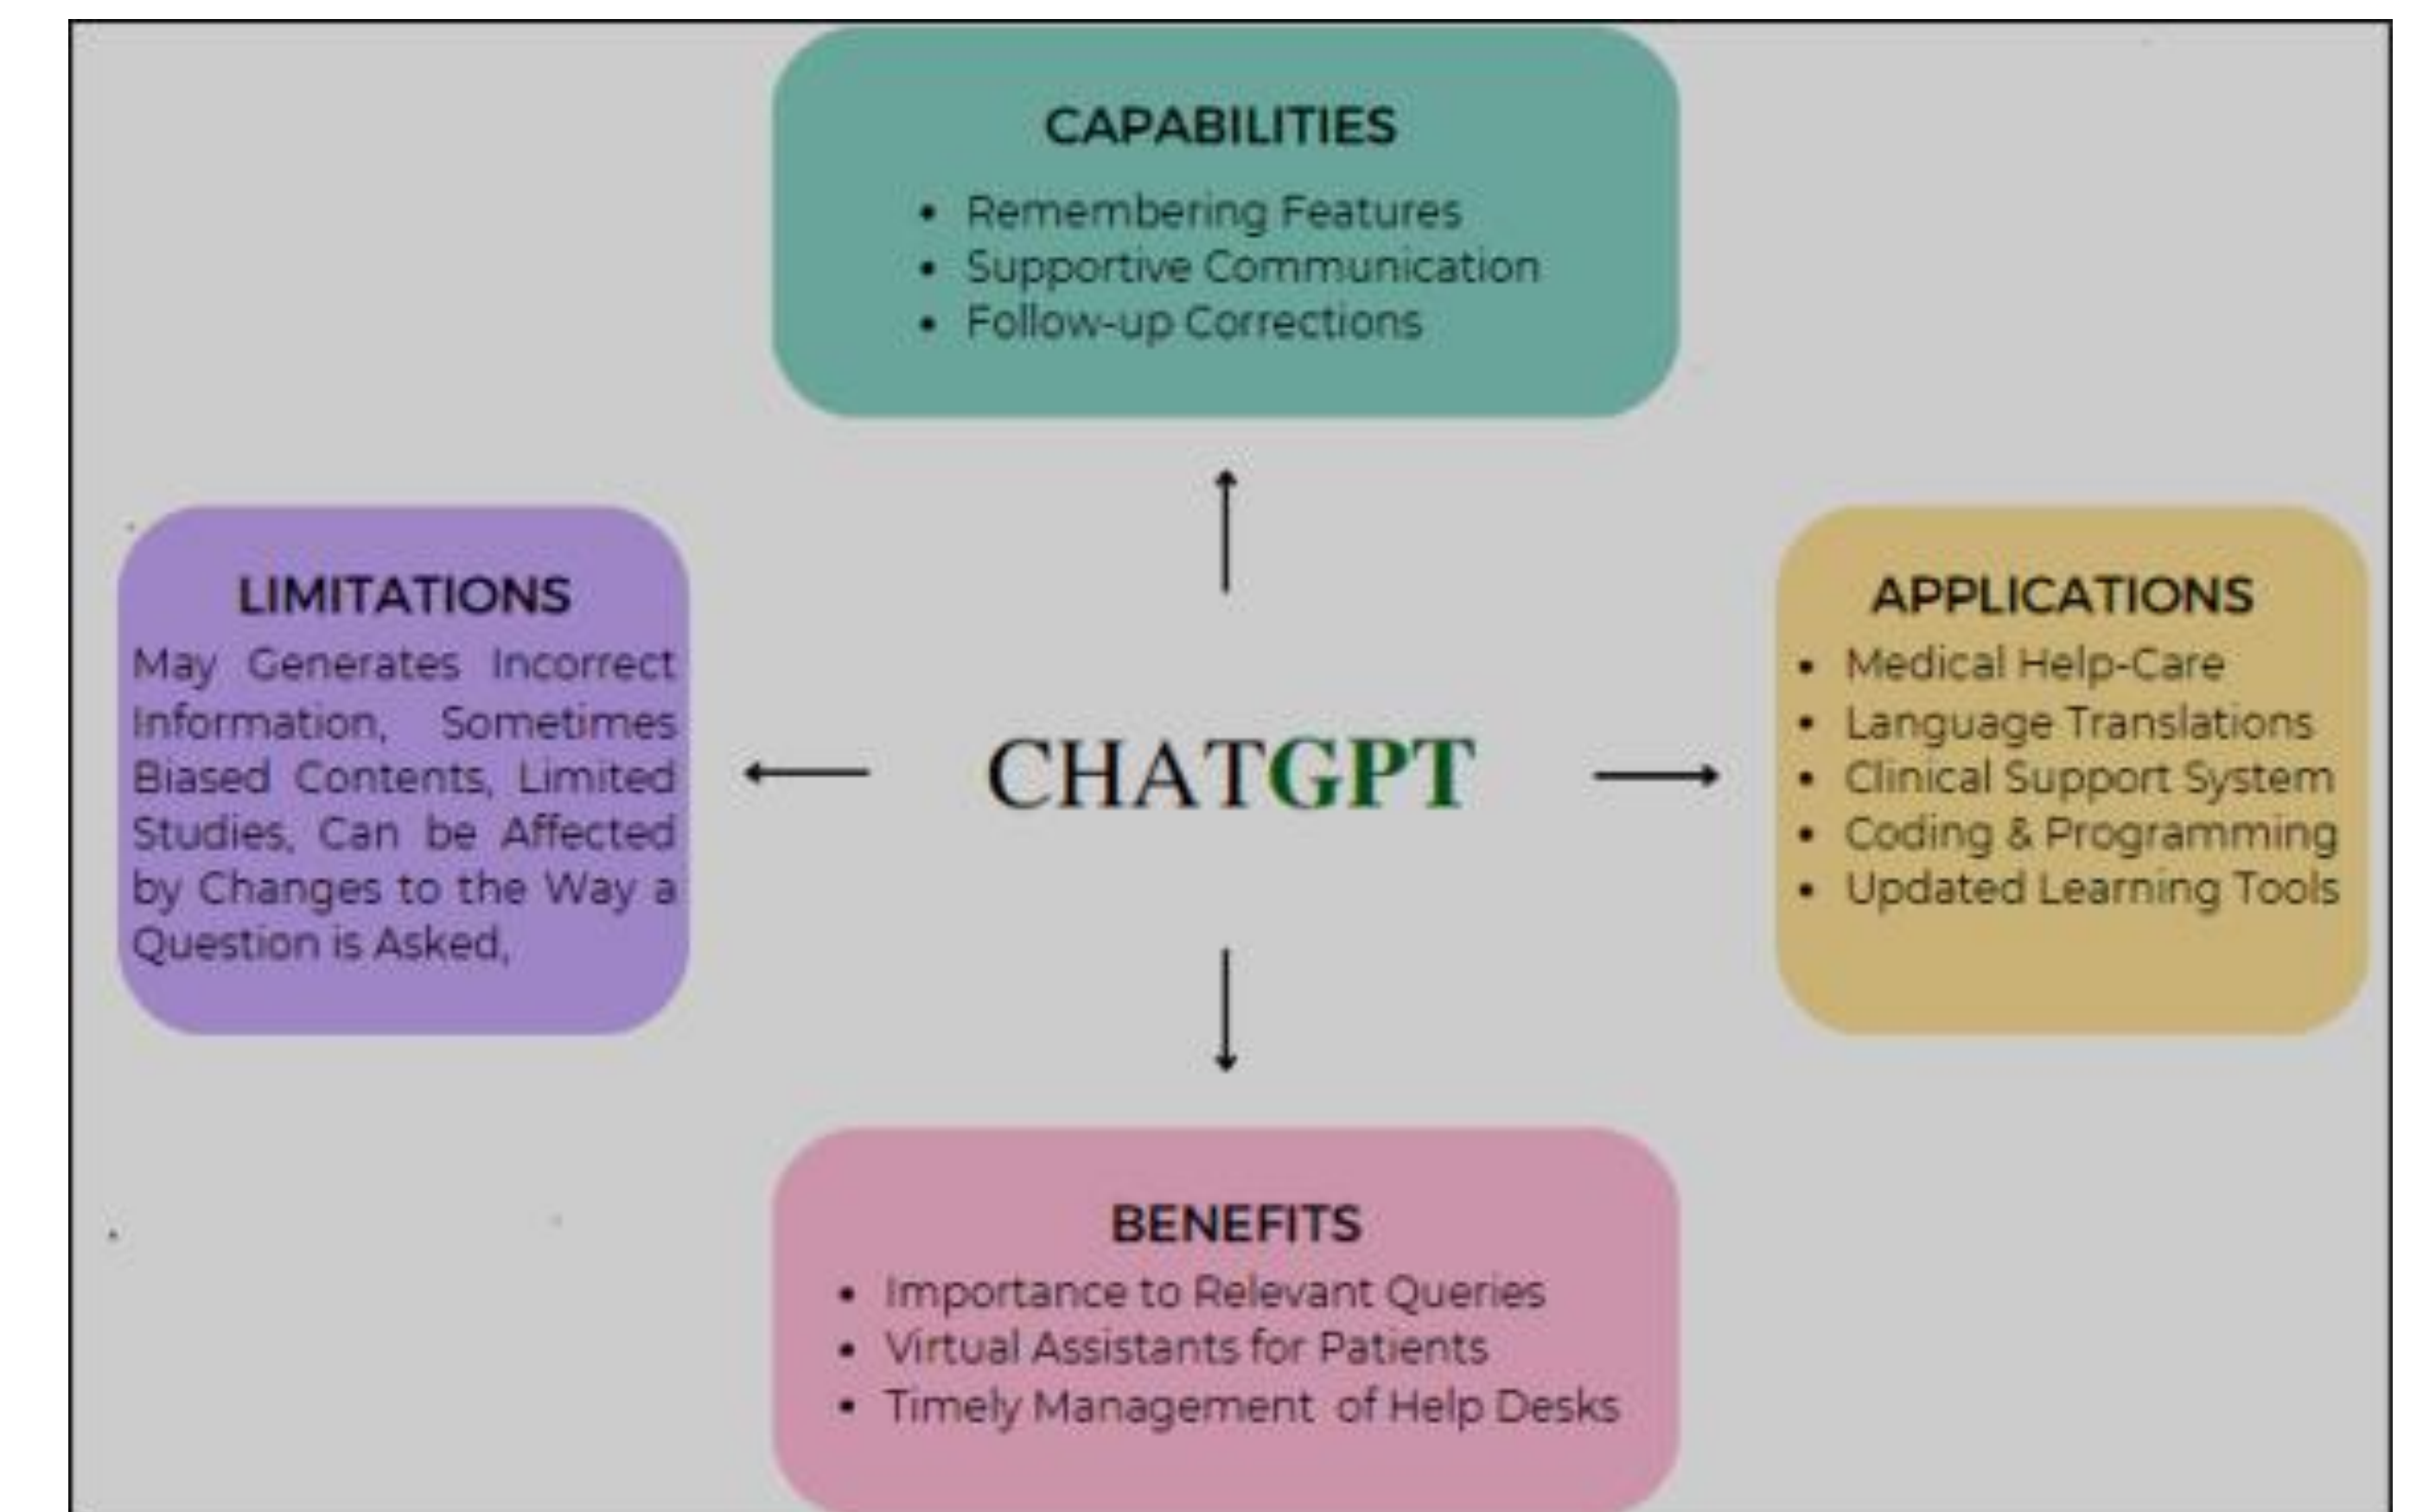 CAPABILITIES
• Remembering Features
• Supportive Communication
• Follow-up Corrections
LIMITATIONS
May Generates Incorrect
Information, Sometimes
Biased Contents, Limited
Studies, Can be Affected
by Changes to the Way a
Question is Asked,
CHATGPT
APPLICATIONS
• Medical Help-Care
• Language Translations
• Clinical Support System
• Coding & Programming
• Updated Learning Tools
BENEFITS
• Importance to Relevant Queries
• Virtual Assistants for Patients
• Timely Management of Help Desks